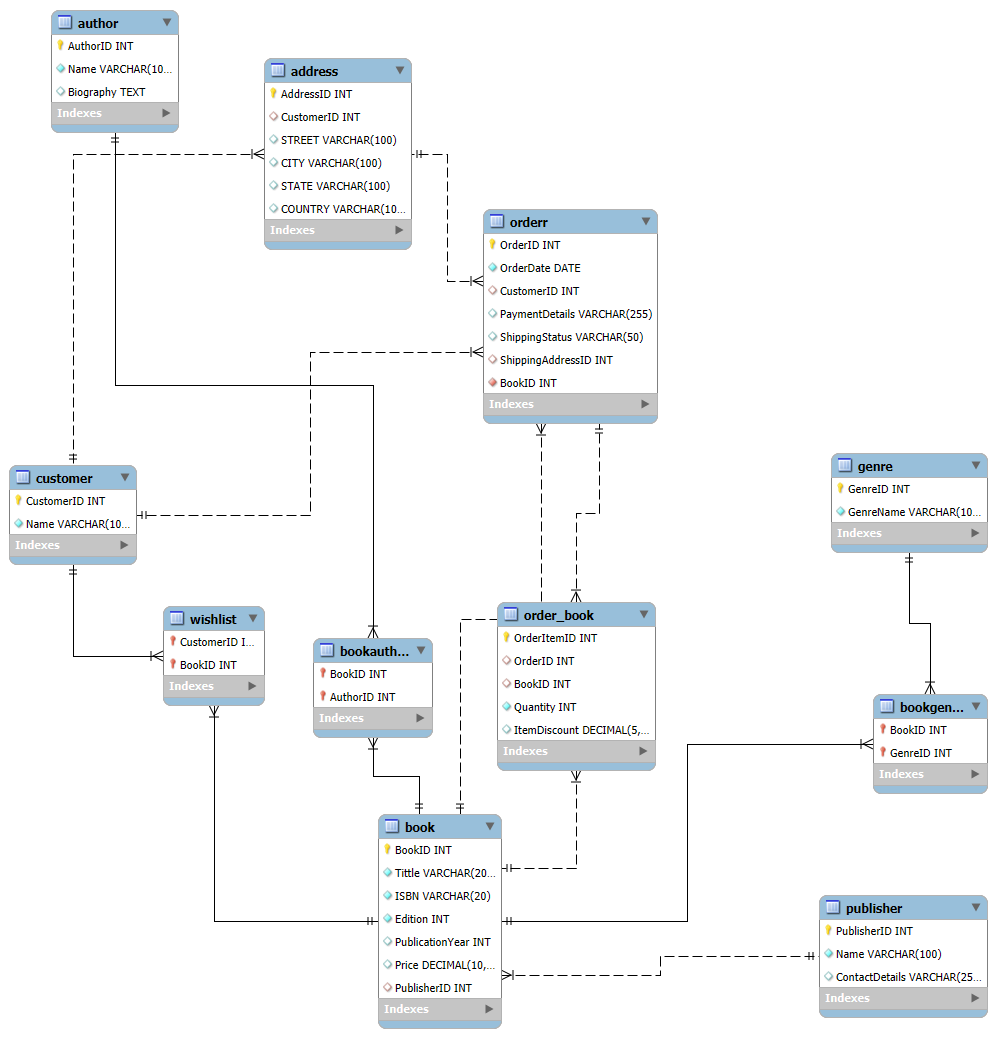 author
AuthorID INT
Name VARCHAR(10...
Biography TEXT
Indexes
address
AddressID INT
CustomerID INT
STREET VARCHAR(100)
CITY VARCHAR(100)
STATE VARCHAR(100)
COUNTRY VARCHAR(10...
Indexes
orderr
OrderID INT
OrderDate DATE
CustomerID INT
PaymentDetails VARCHAR(255)
ShippingStatus VARCHAR(50)
ShippingAddressID INT
BookID INT
Indexes
customer
CustomerID INT
Name VARCHAR(10...
Indexes
genre
GenreID INT
GenreName VARCHAR(10...
Indexes
wishlist
CustomerID I...
BookID INT
Indexes
bookauth...
BookID INT
AuthorID INT
Indexes
order_book
OrderItemID INT
OrderID INT
BookID INT
Quantity INT
ItemDiscount DECIMAL(5,...
Indexes
bookgen...
BookID INT
GenreID INT
Indexes
book
BookID INT
Tittle VARCHAR(20...
ISBN VARCHAR(20)
Edition INT
PublicationYear INT
Price DECIMAL(10,...
PublisherID INT
Indexes
publisher
PublisherID INT
Name VARCHAR(100)
ContactDetails VARCHAR(25...
Indexes